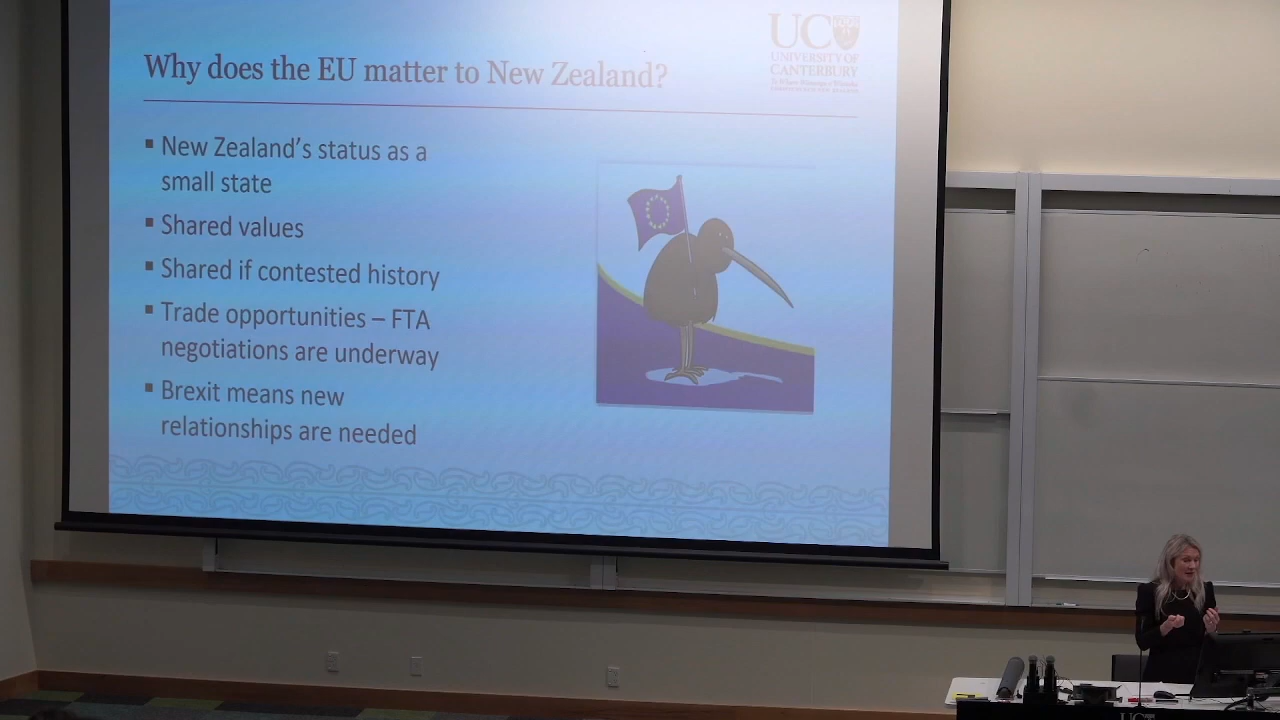 Why does the EU matter to New Zealand?
UC
UNIVERSITY OF
CANTERBURY
▪ New Zealand's status as a
small state
▪ Shared values
▪ Shared if contested history
▪ Trade opportunities – FTA
negotiations are underway
▪ Brexit means new
relationships are needed